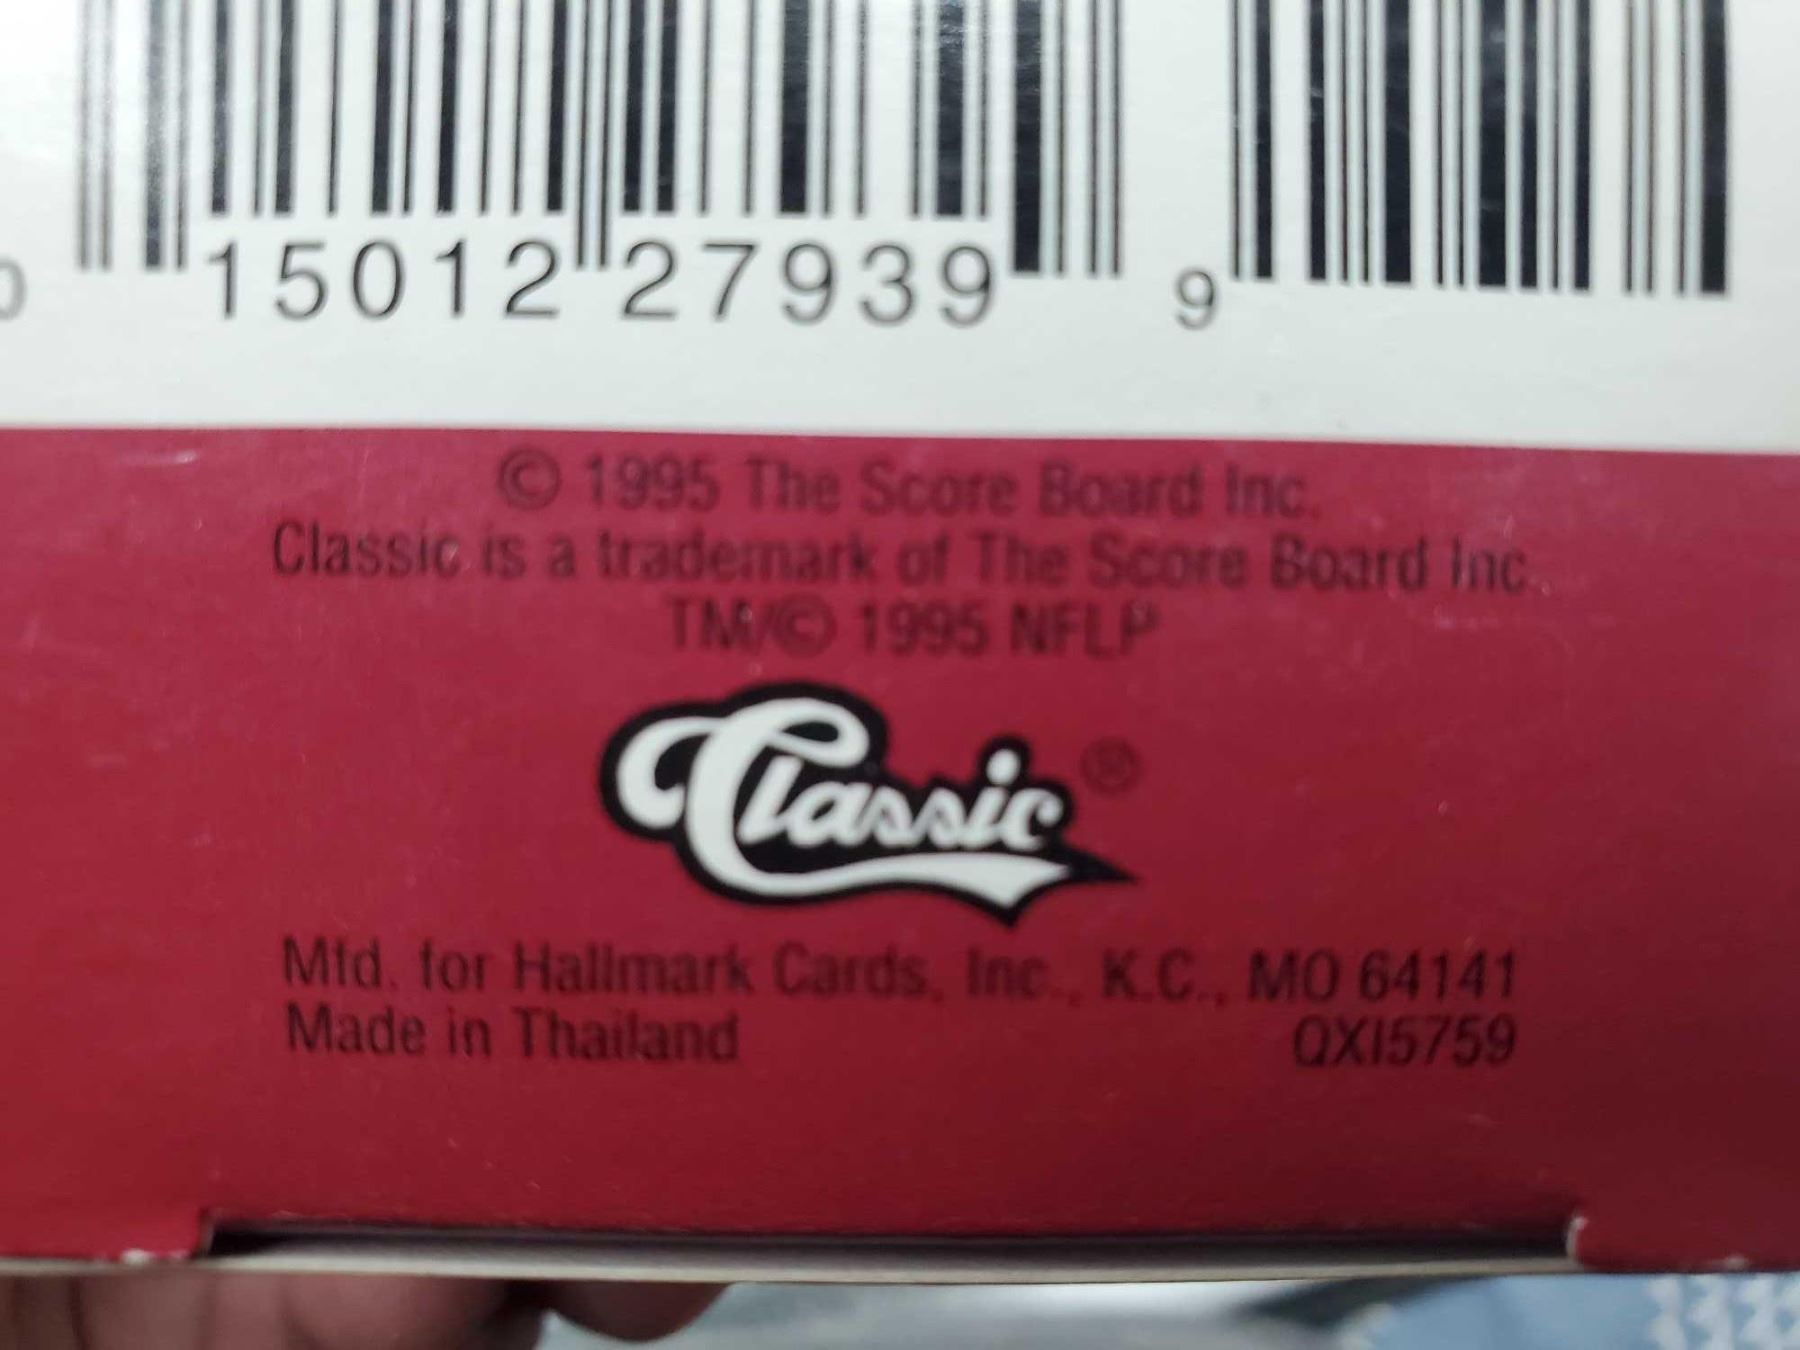 0 15012 27939 9
© 1995 The Score Board Inc.
Classic is a trademark of The Score Board Inc.
TM/© 1995 NFLP
Classic ®
Mfd. for Hallmark Cards, Inc., K.C., MO 64141
Made in Thailand QXI5759